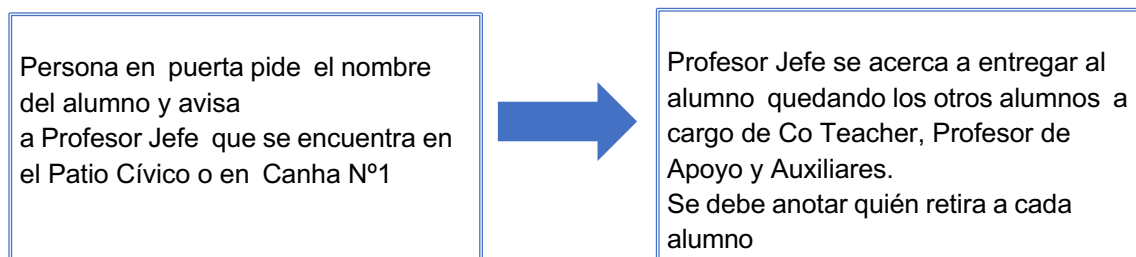 Persona en puerta pide el nombre
del alumno y avisa
a Profesor Jefe que se encuentra en
el Patio Cívico o en Canha Nº1
Profesor Jefe se acerca a entregar al
alumno quedando los otros alumnos a
cargo de Co Teacher, Profesor de
Apoyo y Auxiliares.
Se debe anotar quién retira a cada
alumno